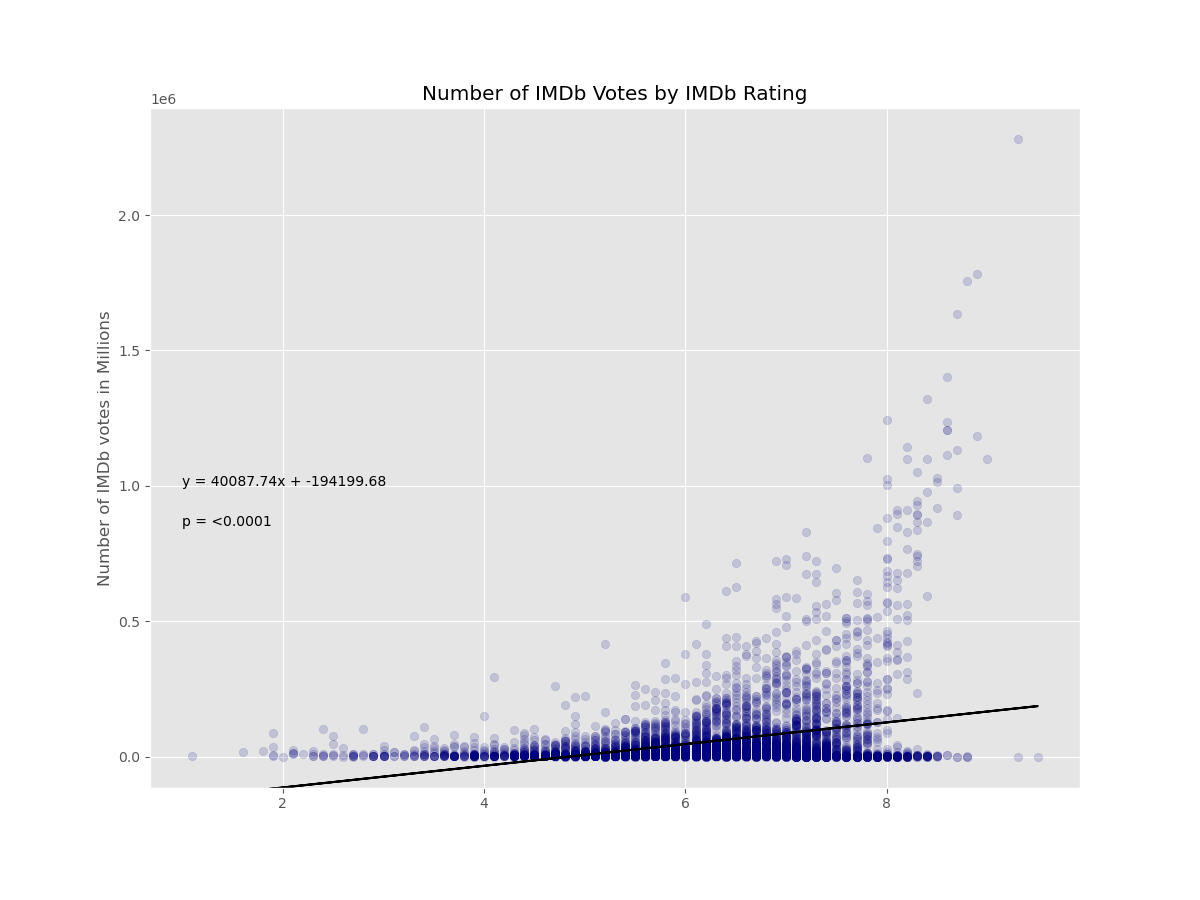 Number of IMDb Votes by IMDb Rating
1e6
2.0
1.5
1.0
0.5
0.0
Number of IMDb votes in Millions
y = 40087.74x + -194199.68
p = <0.0001
2 4 6 8